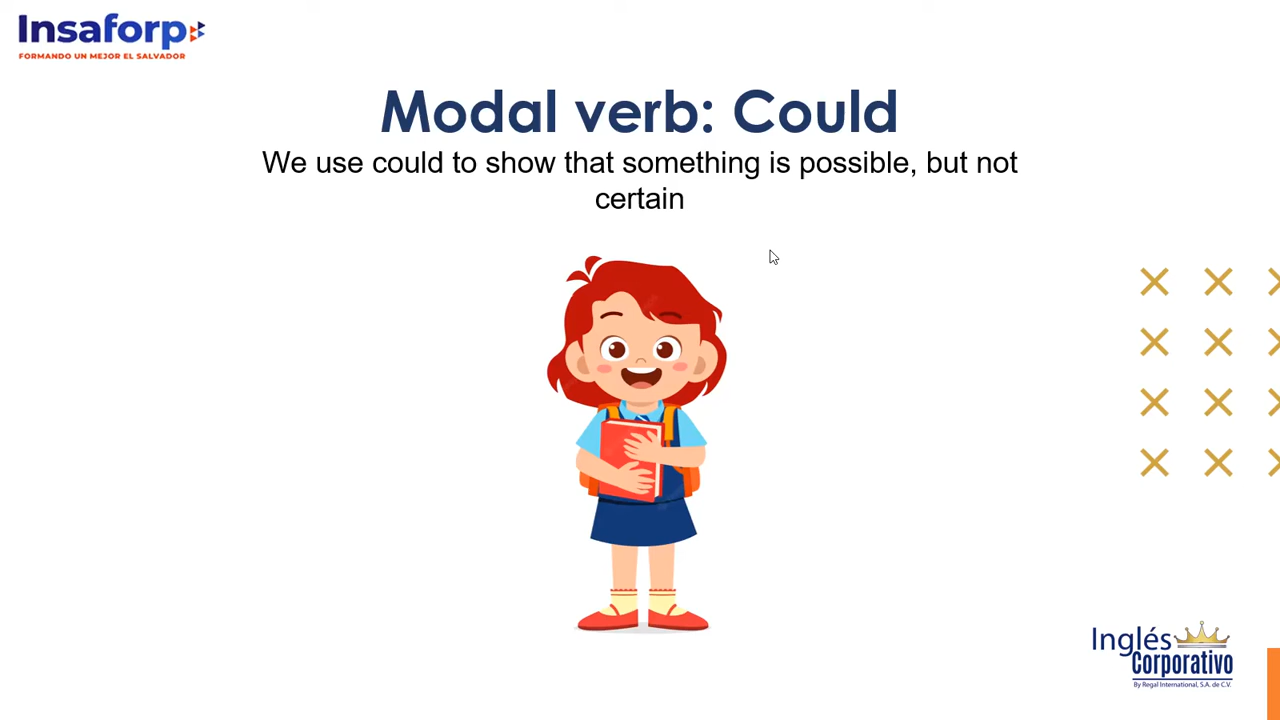 Insaforp
FORMANDO UN MEJOR EL SALVADOR
Modal verb: Could
We use could to show that something is possible, but not
certain
Inglés
Corporativo
By Regal International, S.A. de C.V.